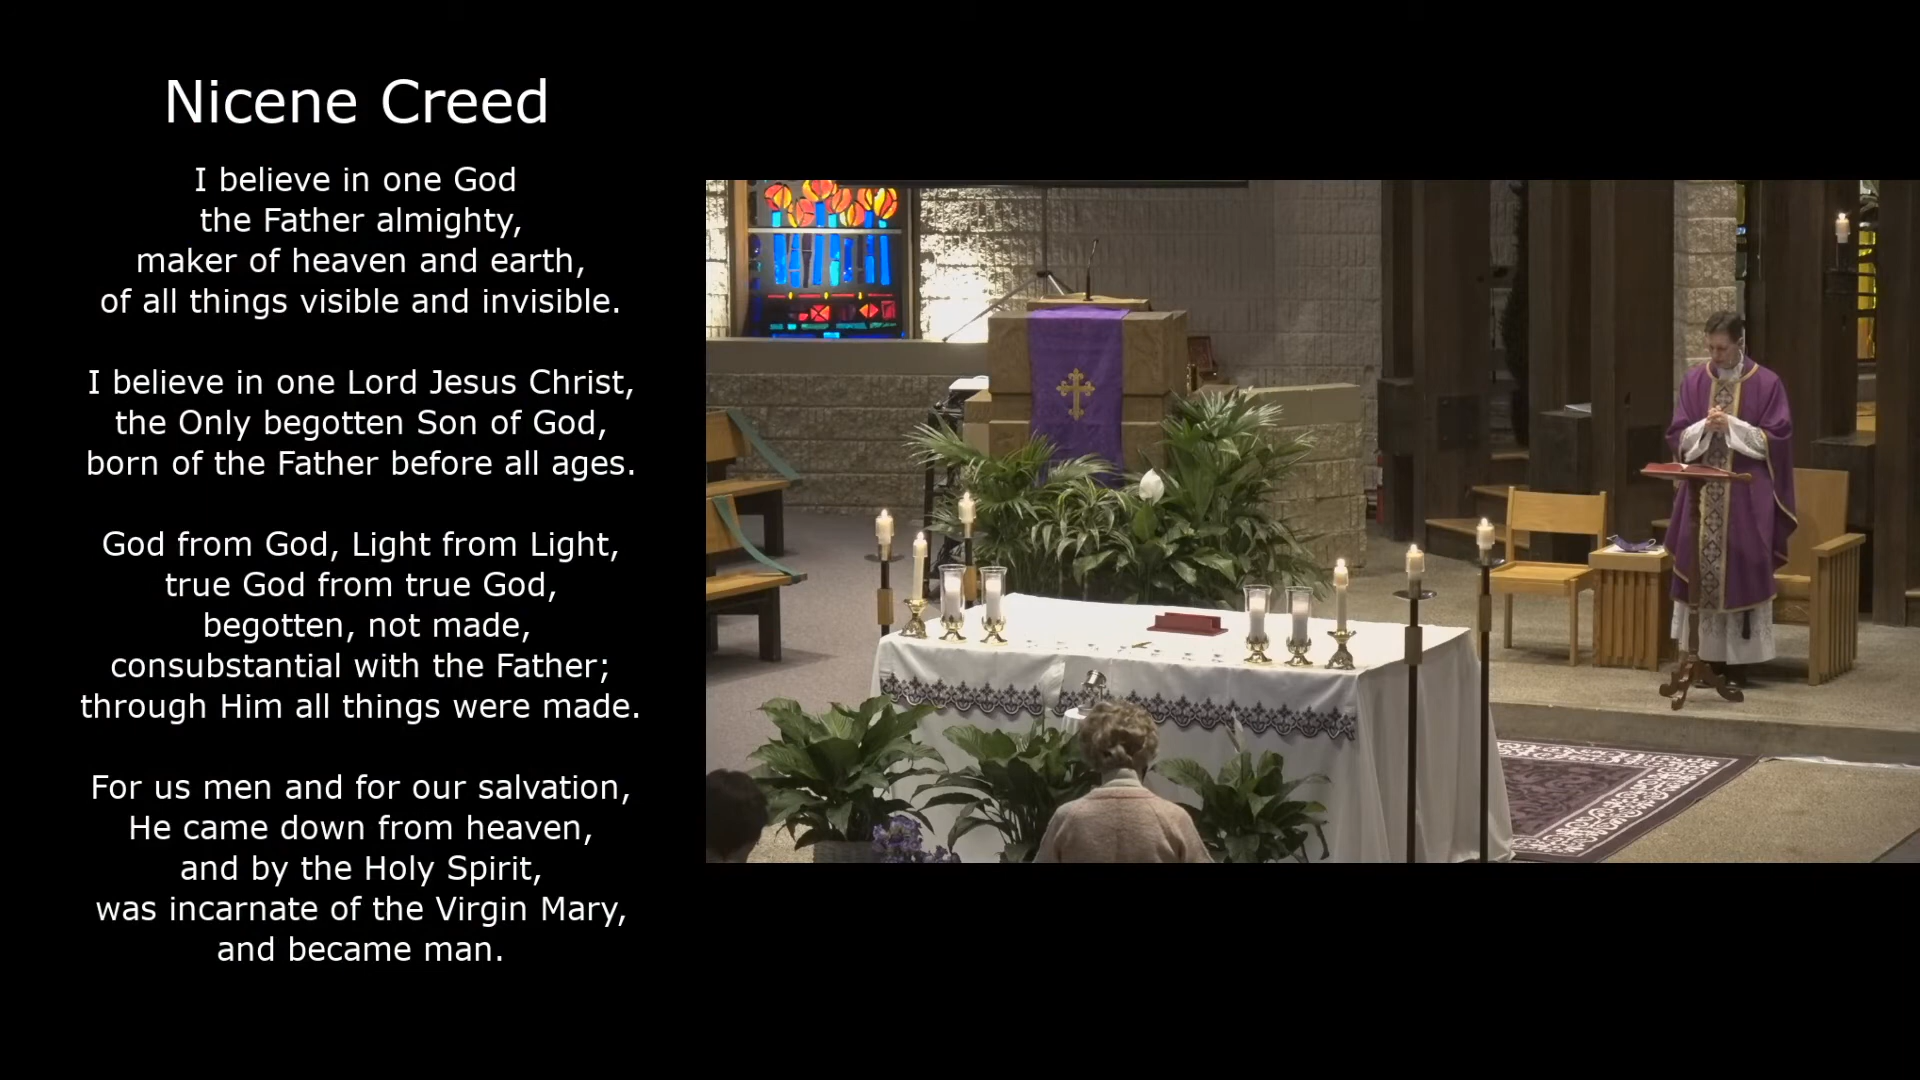 Nicene Creed
I believe in one God
the Father almighty,
maker of heaven and earth,
of all things visible and invisible.
I believe in one Lord Jesus Christ,
the Only begotten Son of God,
born of the Father before all ages.
God from God, Light from Light,
true God from true God,
begotten, not made,
consubstantial with the Father;
through Him all things were made.
For us men and for our salvation,
He came down from heaven,
and by the Holy Spirit,
was incarnate of the Virgin Mary,
and became man.